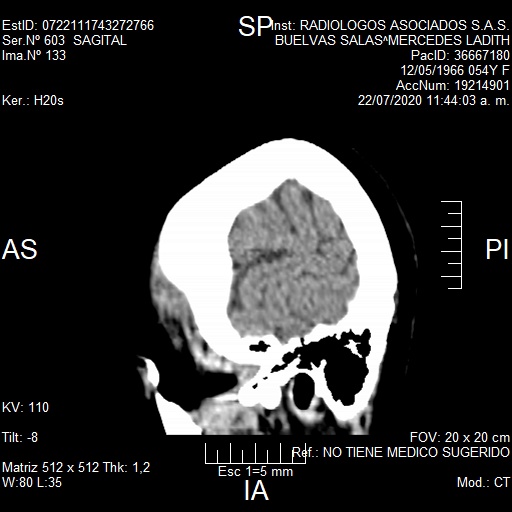 EstID: 0722111743272766
Ser.Nº 603 SAGITAL
Ima.Nº 133
Ker.: H20s
SP
Inst: RADIOLOGOS ASOCIADOS S.A.S.
BUELVAS SALAS^MERCEDES LADITH
PacID: 36667180
12/05/1966 054Y F
AccNum: 19214901
22/07/2020 11:44:03 a. m.
AS
PI
KV: 110
Tilt: -8
Matriz 512 x 512 Thk: 1,2
W:80 L:35
Esc 1=5 mm
IA
FOV: 20 x 20 cm
Réf.: NO TIENE MEDICO SUGERIDO
Mod.: CT